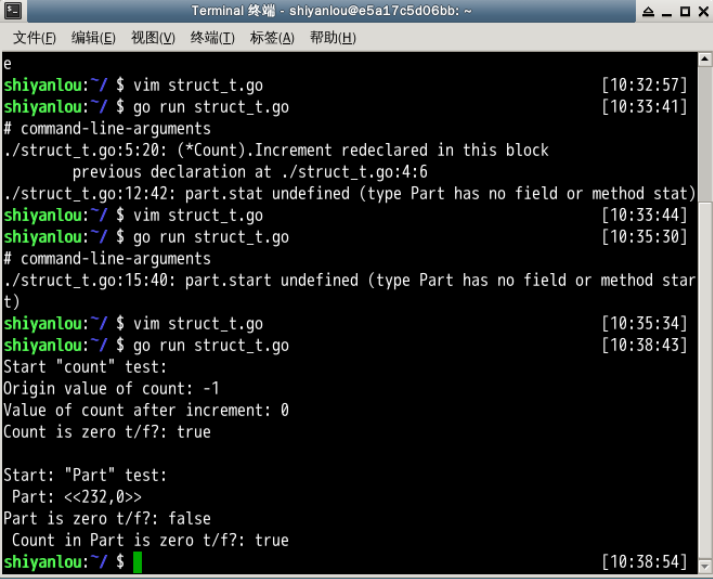 Terminal 终端 - shiyanlou@e5a17c5d06bb: ~
文件(F) 编辑(E) 视图(V) 终端(T) 标签(A) 帮助(H)
e
shiyanlou:~/ $ vim struct_t.go [10:32:57]
shiyanlou:~/ $ go run struct_t.go [10:33:41]
# command-line-arguments
./struct_t.go:5:20: (*Count).Increment redeclared in this block
previous declaration at ./struct_t.go:4:6
./struct_t.go:12:42: part.stat undefined (type Part has no field or method stat)
shiyanlou:~/ $ vim struct_t.go [10:33:44]
shiyanlou:~/ $ go run struct_t.go [10:35:30]
# command-line-arguments
./struct_t.go:15:40: part.start undefined (type Part has no field or method star
t)
shiyanlou:~/ $ vim struct_t.go [10:35:34]
shiyanlou:~/ $ go run struct_t.go [10:38:43]
Start "count" test:
Origin value of count: -1
Value of count after increment: 0
Count is zero t/f?: true
Start: "Part" test:
Part: <<232,0>>
Part is zero t/f?: false
Count in Part is zero t/f?: true
shiyanlou:~/ $ [10:38:54]